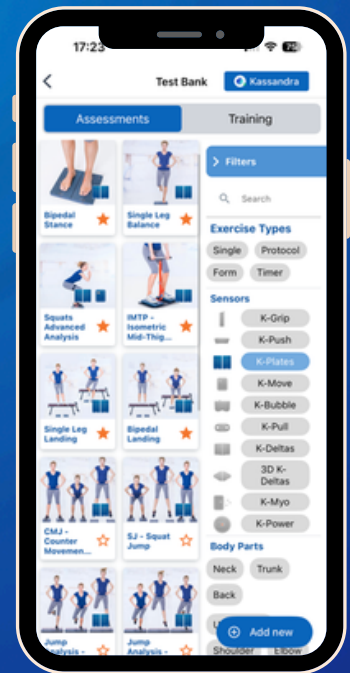 17:23
Test Bank
Kassandra
Assessments
Training
Filters
Search
Bipedal
Stance
Single Leg
Balance
Exercise Types
Single
Protocol
Form
Timer
Squats
Advanced
Analysis
IMTP -
Isometric
Mid-Thig...
Sensors
K-Grip
K-Push
K-Plates
K-Move
K-Bubble
K-Pull
K-Deltas
3D K-
Deltas
K-Myo
K-Power
Single Leg
Landing
Bipedal
Landing
CMJ -
Counter
Movemen...
SJ - Squat
Jump
Body Parts
Neck
Trunk
Back
Add new
Shoulder
Elbow
Jump
Analysis -
Jump
Analysis -